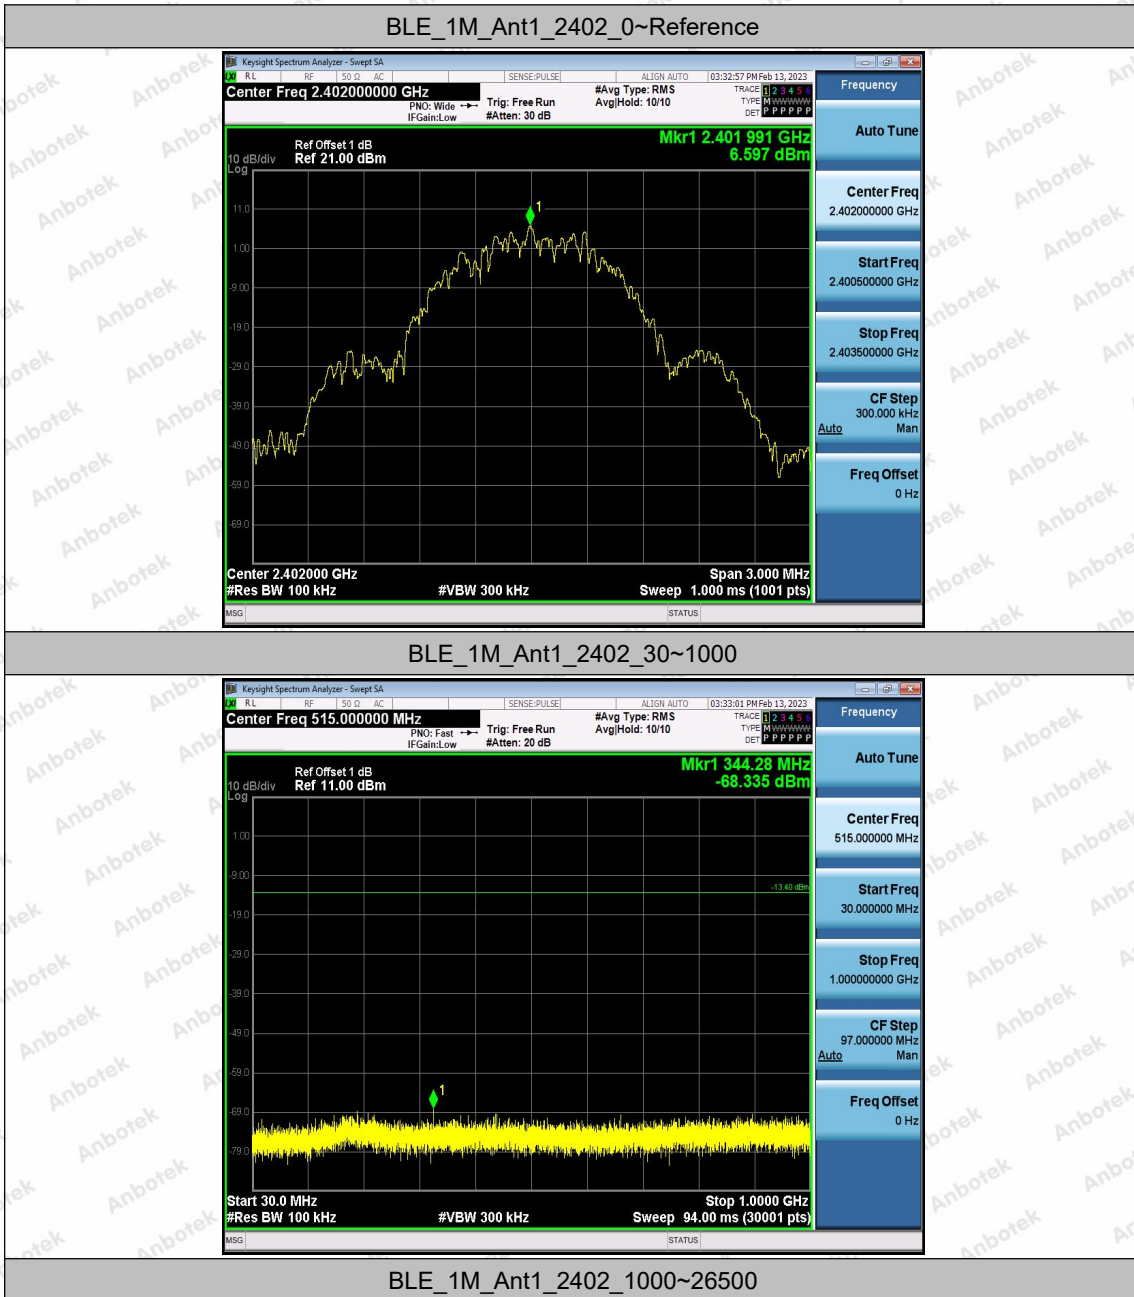 BLE_1M_Ant1_2402_0~Reference
Keysight Spectrum Analyzer - Swept SA
LXI RL RF 50 Ω AC SENSE:PULSE ALIGN AUTO 03:32:57 PM Feb 13, 2023
Center Freq 2.402000000 GHz
PNO: Wide
IFGain:Low
Trig: Free Run
#Atten: 30 dB
#Avg Type: RMS
Avg|Hold: 10/10
TRACE 1 2 3 4 5 6
TYPE M W W W W W
DET P P P P P P
Ref Offset 1 dB
10 dB/div Ref 21.00 dBm
Log
Mkr1 2.401 991 GHz
6.597 dBm
1
11.0
1.00
-9.00
-19.0
-29.0
-39.0
-49.0
-59.0
-69.0
Center 2.402000 GHz Span 3.000 MHz
#Res BW 100 kHz #VBW 300 kHz Sweep 1.000 ms (1001 pts)
MSG STATUS
Frequency
Auto Tune
Center Freq
2.402000000 GHz
Start Freq
2.400500000 GHz
Stop Freq
2.403500000 GHz
CF Step
300.000 kHz
Auto Man
Freq Offset
0 Hz
BLE_1M_Ant1_2402_30~1000
Keysight Spectrum Analyzer - Swept SA
LXI RL RF 50 Ω AC SENSE:PULSE ALIGN AUTO 03:33:01 PM Feb 13, 2023
Center Freq 515.000000 MHz
PNO: Fast
IFGain:Low
Trig: Free Run
#Atten: 20 dB
#Avg Type: RMS
Avg|Hold: 10/10
TRACE 1 2 3 4 5 6
TYPE M W W W W W
DET P P P P P P
Ref Offset 1 dB
10 dB/div Ref 11.00 dBm
Log
Mkr1 344.28 MHz
-68.335 dBm
1.00
-9.00
-13.40 dBm
-19.0
-29.0
-39.0
-49.0
-59.0
1
-69.0
-79.0
Start 30.0 MHz Stop 1.0000 GHz
#Res BW 100 kHz #VBW 300 kHz Sweep 94.00 ms (30001 pts)
MSG STATUS
Frequency
Auto Tune
Center Freq
515.000000 MHz
Start Freq
30.000000 MHz
Stop Freq
1.000000000 GHz
CF Step
97.000000 MHz
Auto Man
Freq Offset
0 Hz
BLE_1M_Ant1_2402_1000~26500
Anbotek